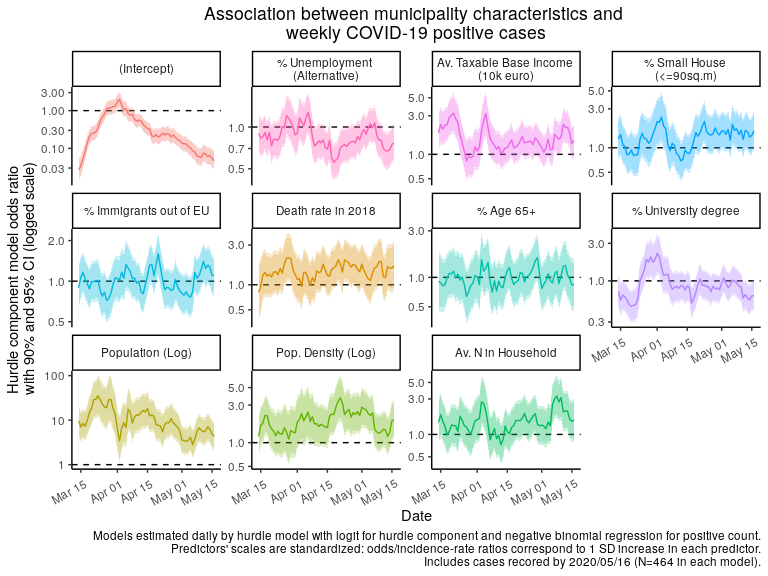 Association between municipality characteristics and
weekly COVID-19 positive cases
Hurdle component model odds ratio
with 90% and 95% CI (logged scale)
(Intercept)
3.00
1.00
0.30
0.10
0.03
% Unemployment
(Alternative)
1.0
0.7
0.5
Av. Taxable Base Income
(10k euro)
5.0
3.0
1.0
% Small House
(<=90sq.m)
5.0
3.0
1.0
0.5
% Immigrants out of EU
2.0
1.0
0.5
Death rate in 2018
3.0
1.0
0.5
% Age 65+
3.0
1.0
0.5
% University degree
3.0
1.0
0.3
Mar 15
Apr 01
Apr 15
May 01
May 15
Population (Log)
100
10
1
Mar 15
Apr 01
Apr 15
May 01
May 15
Pop. Density (Log)
5.0
3.0
1.0
0.5
Mar 15
Apr 01
Apr 15
May 01
May 15
Av. N in Household
5.0
3.0
1.0
0.5
Mar 15
Apr 01
Apr 15
May 01
May 15
Date
Models estimated daily by hurdle model with logit for hurdle component and negative binomial regression for positive count.
Predictors' scales are standardized: odds/incidence-rate ratios correspond to 1 SD increase in each predictor.
Includes cases recored by 2020/05/16 (N=464 in each model).